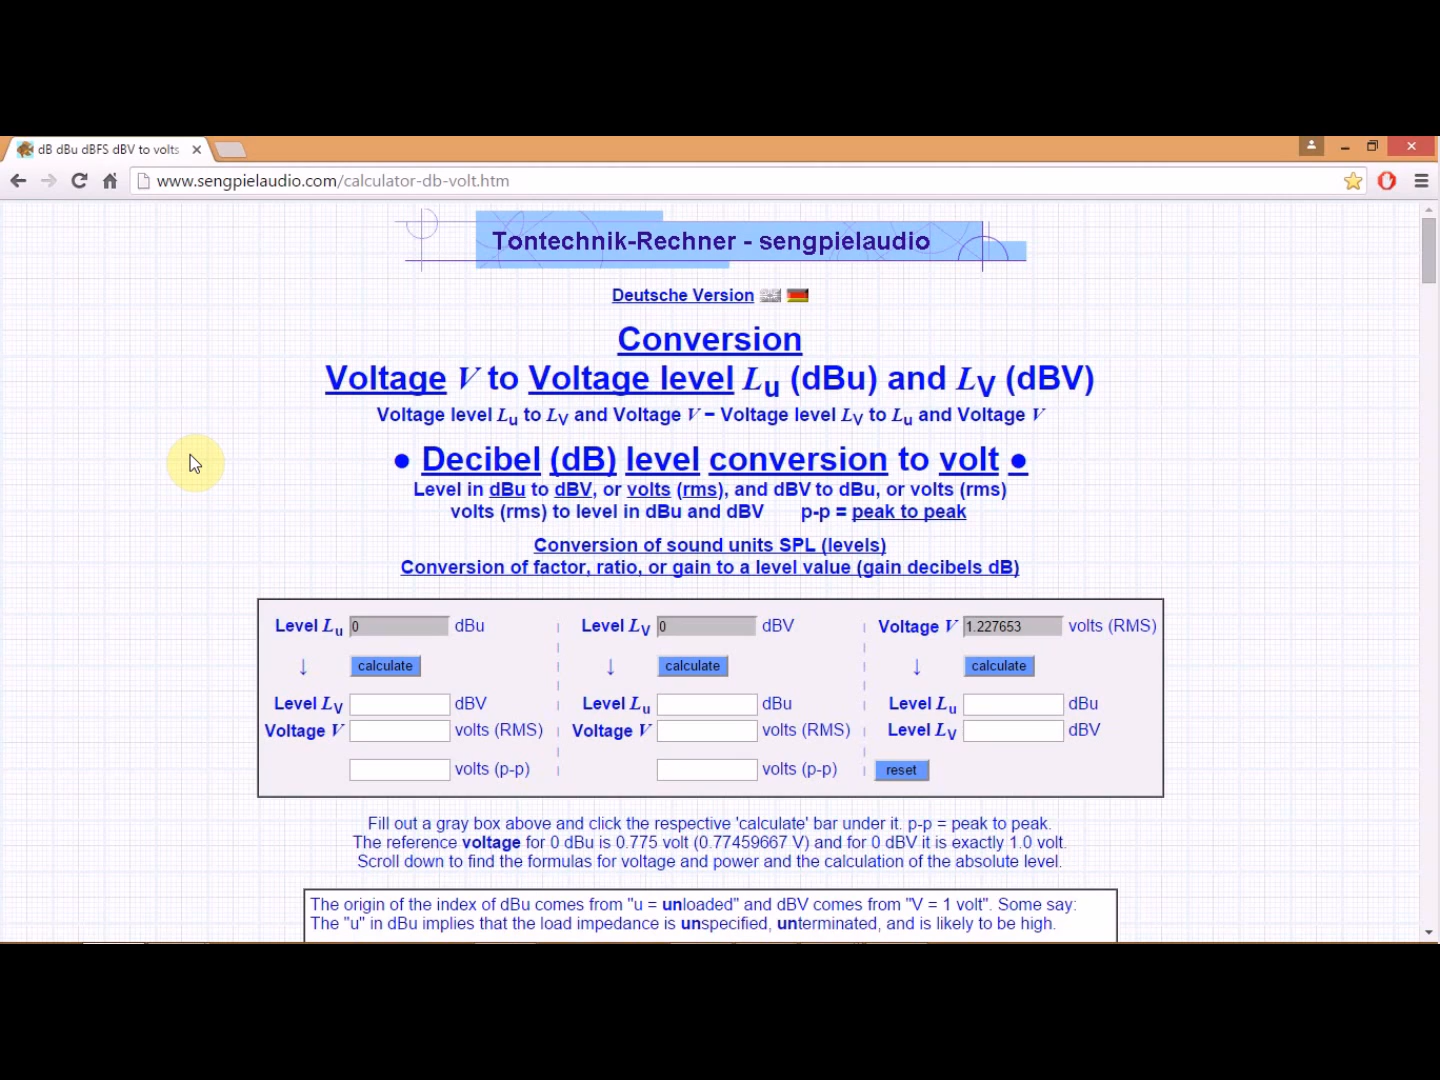 dB dBu dBFS dBV to volts
www.sengpielaudio.com/calculator-db-volt.htm
Tontechnik-Rechner - sengpielaudio
Deutsche Version
Conversion
Voltage V to Voltage level Lu (dBu) and LV (dBV)
Voltage level Lu to LV and Voltage V − Voltage level LV to Lu and Voltage V
● Decibel (dB) level conversion to volt ●
Level in dBu to dBV, or volts (rms), and dBV to dBu, or volts (rms)
volts (rms) to level in dBu and dBV p-p = peak to peak
Conversion of sound units SPL (levels)
Conversion of factor, ratio, or gain to a level value (gain decibels dB)
Level Lu 0 dBu Level LV 0 dBV Voltage V 1.227653 volts (RMS)
↓ calculate ↓ calculate ↓ calculate
Level LV dBV Level Lu dBu Level Lu dBu
Voltage V volts (RMS) Voltage V volts (RMS) Level LV dBV
volts (p-p) volts (p-p) reset
Fill out a gray box above and click the respective 'calculate' bar under it. p-p = peak to peak.
The reference voltage for 0 dBu is 0.775 volt (0.77459667 V) and for 0 dBV it is exactly 1.0 volt.
Scroll down to find the formulas for voltage and power and the calculation of the absolute level.
The origin of the index of dBu comes from "u = unloaded" and dBV comes from "V = 1 volt". Some say:
The "u" in dBu implies that the load impedance is unspecified, unterminated, and is likely to be high.